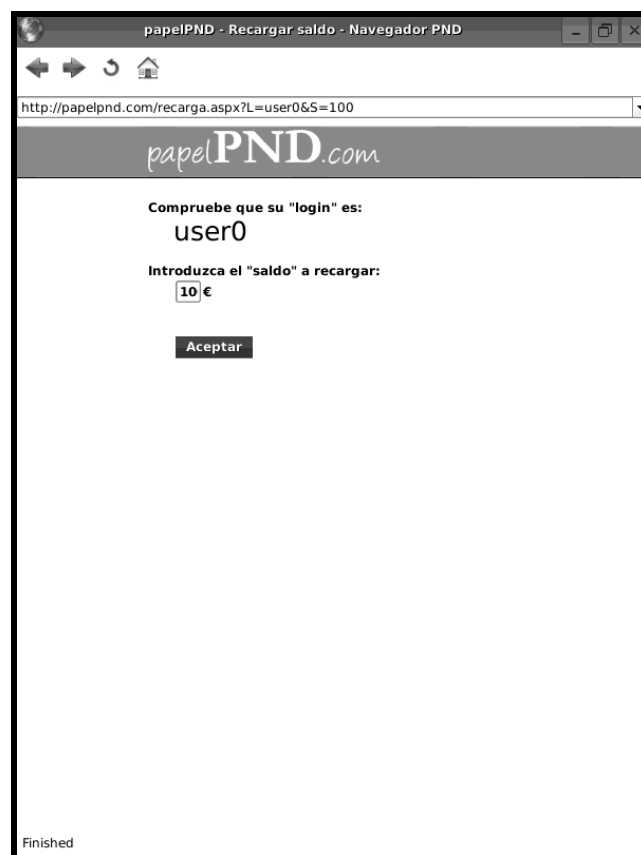 papelPND - Recargar saldo - Navegador PND
http://papelpnd.com/recarga.aspx?L=user0&S=100
papelPND.com
Compruebe que su "login" es:
user0
Introduzca el "saldo" a recargar:
10 €
Aceptar
Finished